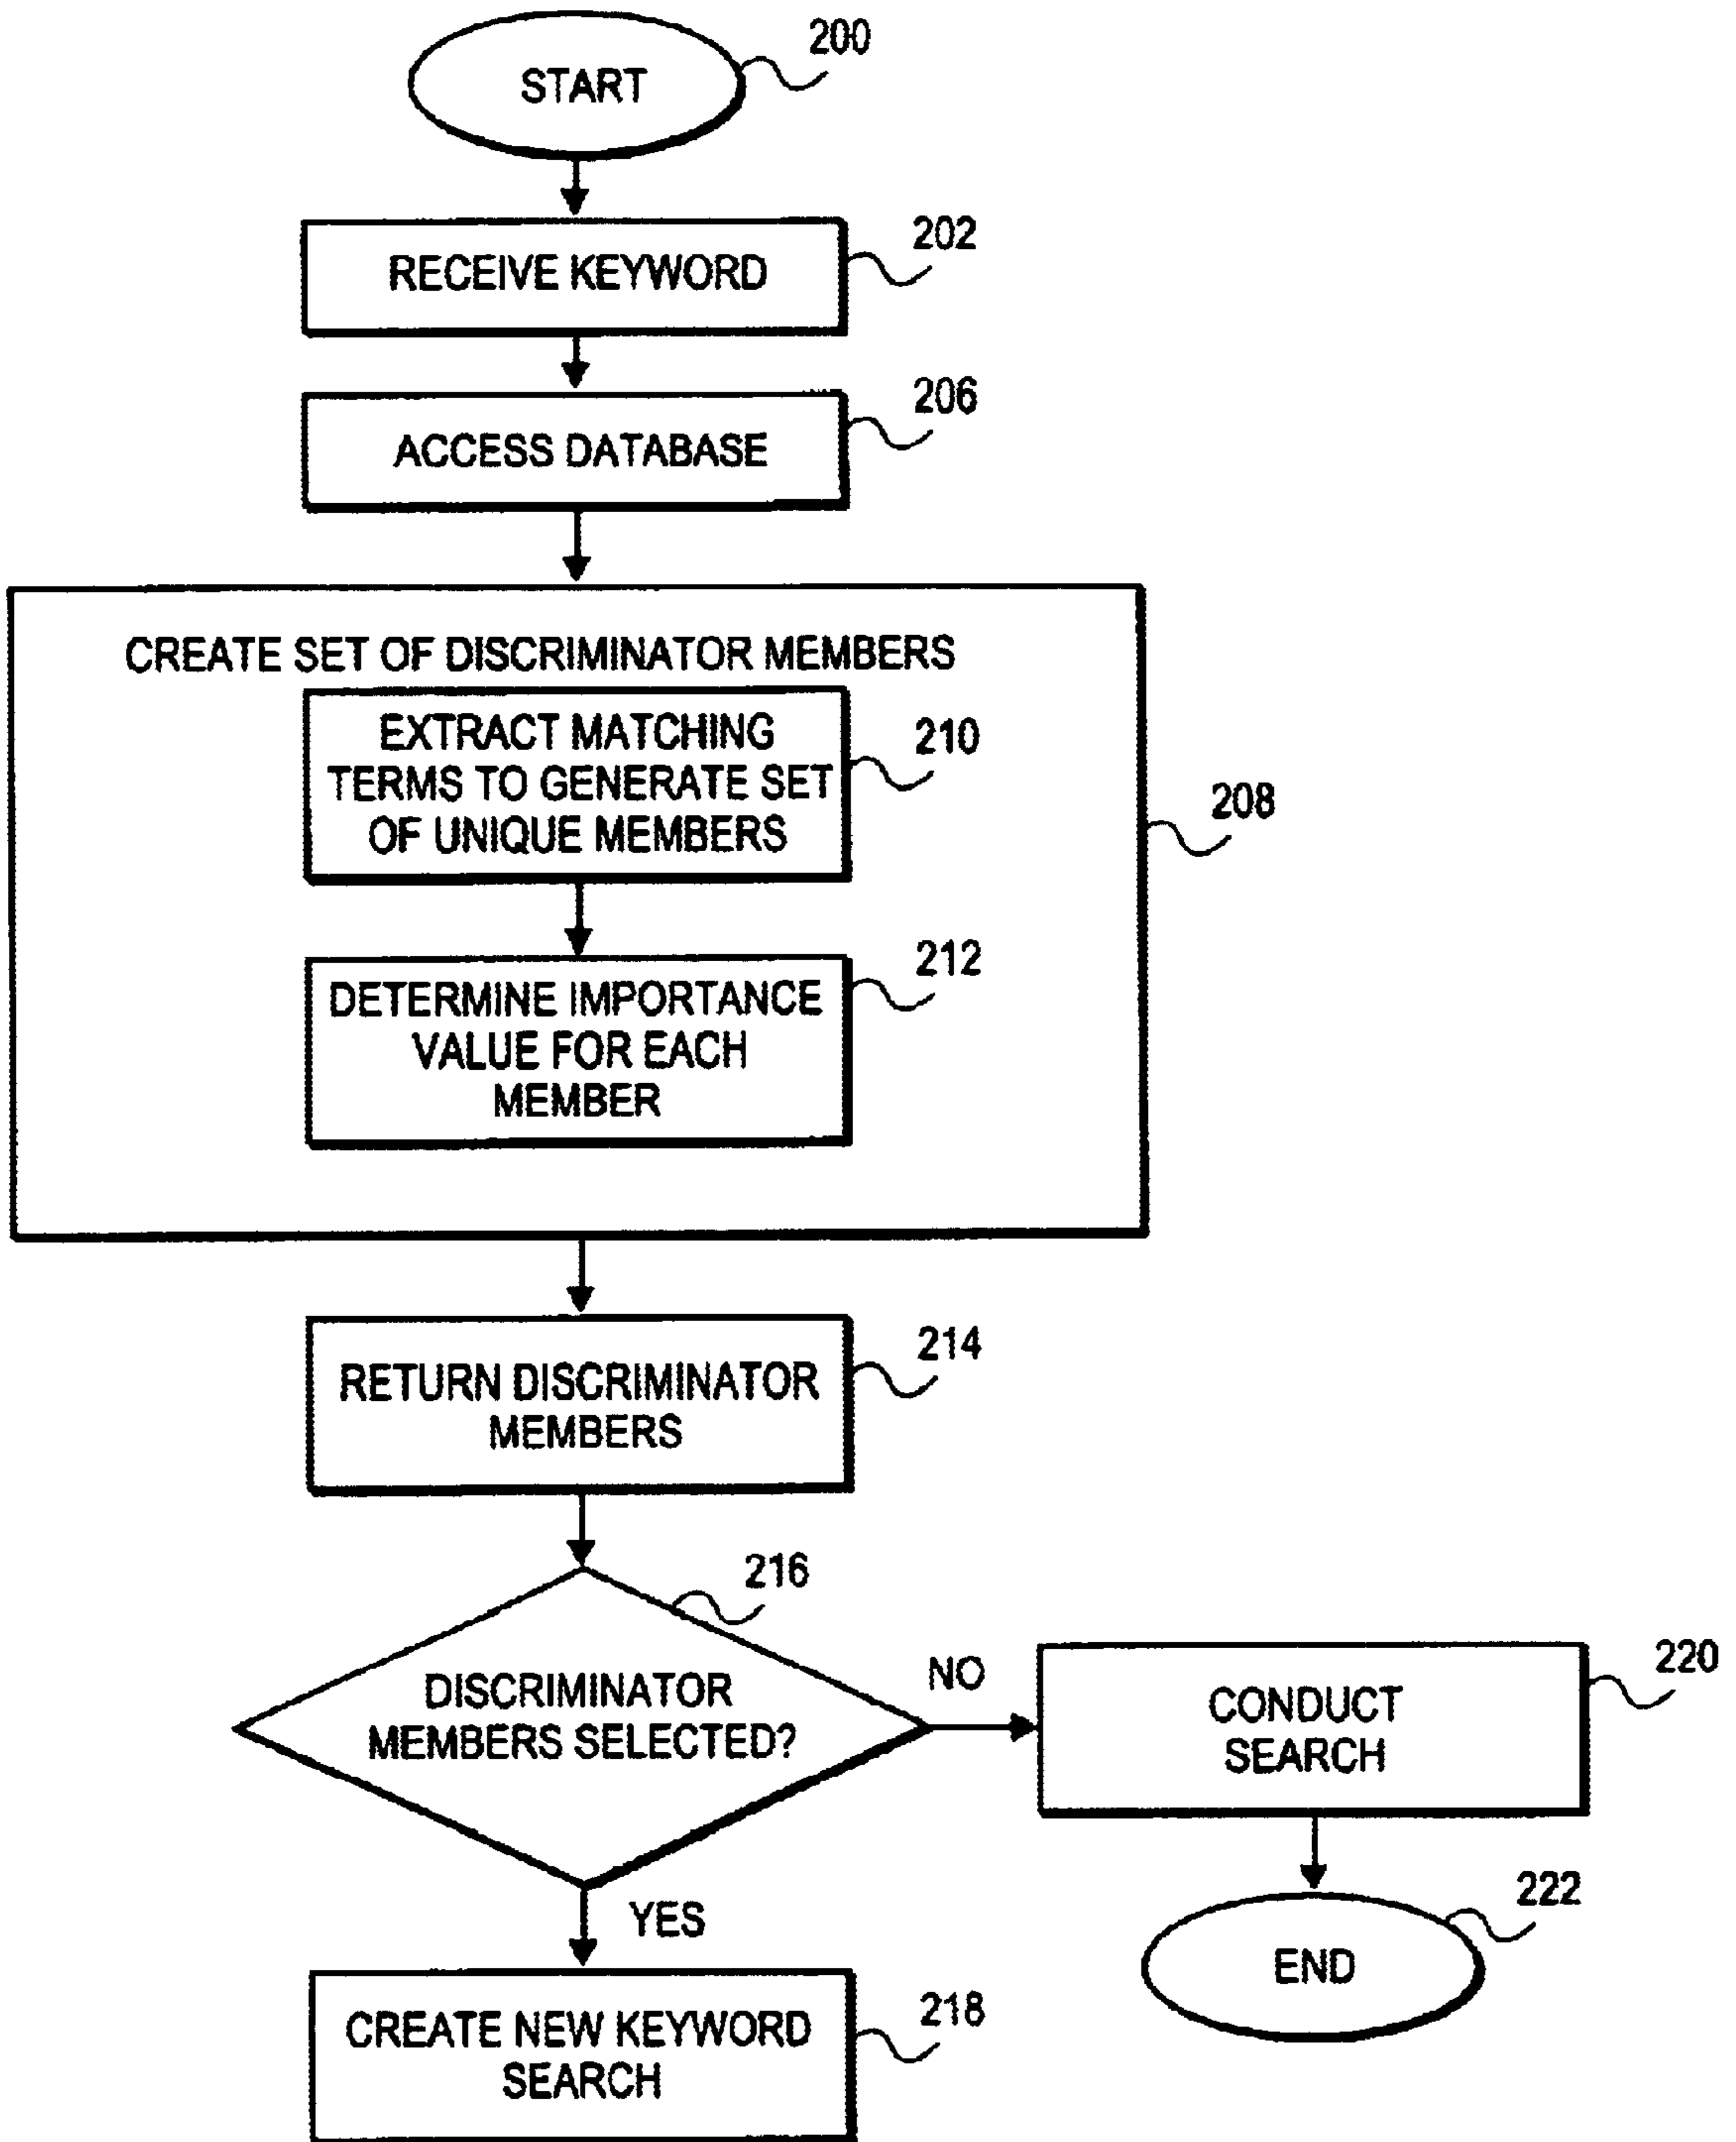 START
200
RECEIVE KEYWORD
202
ACCESS DATABASE
206
CREATE SET OF DISCRIMINATOR MEMBERS
208
EXTRACT MATCHING
TERMS TO GENERATE SET
OF UNIQUE MEMBERS
210
DETERMINE IMPORTANCE
VALUE FOR EACH
MEMBER
212
RETURN DISCRIMINATOR
MEMBERS
214
DISCRIMINATOR
MEMBERS SELECTED?
216
NO
CONDUCT
SEARCH
220
END
222
YES
CREATE NEW KEYWORD
SEARCH
218